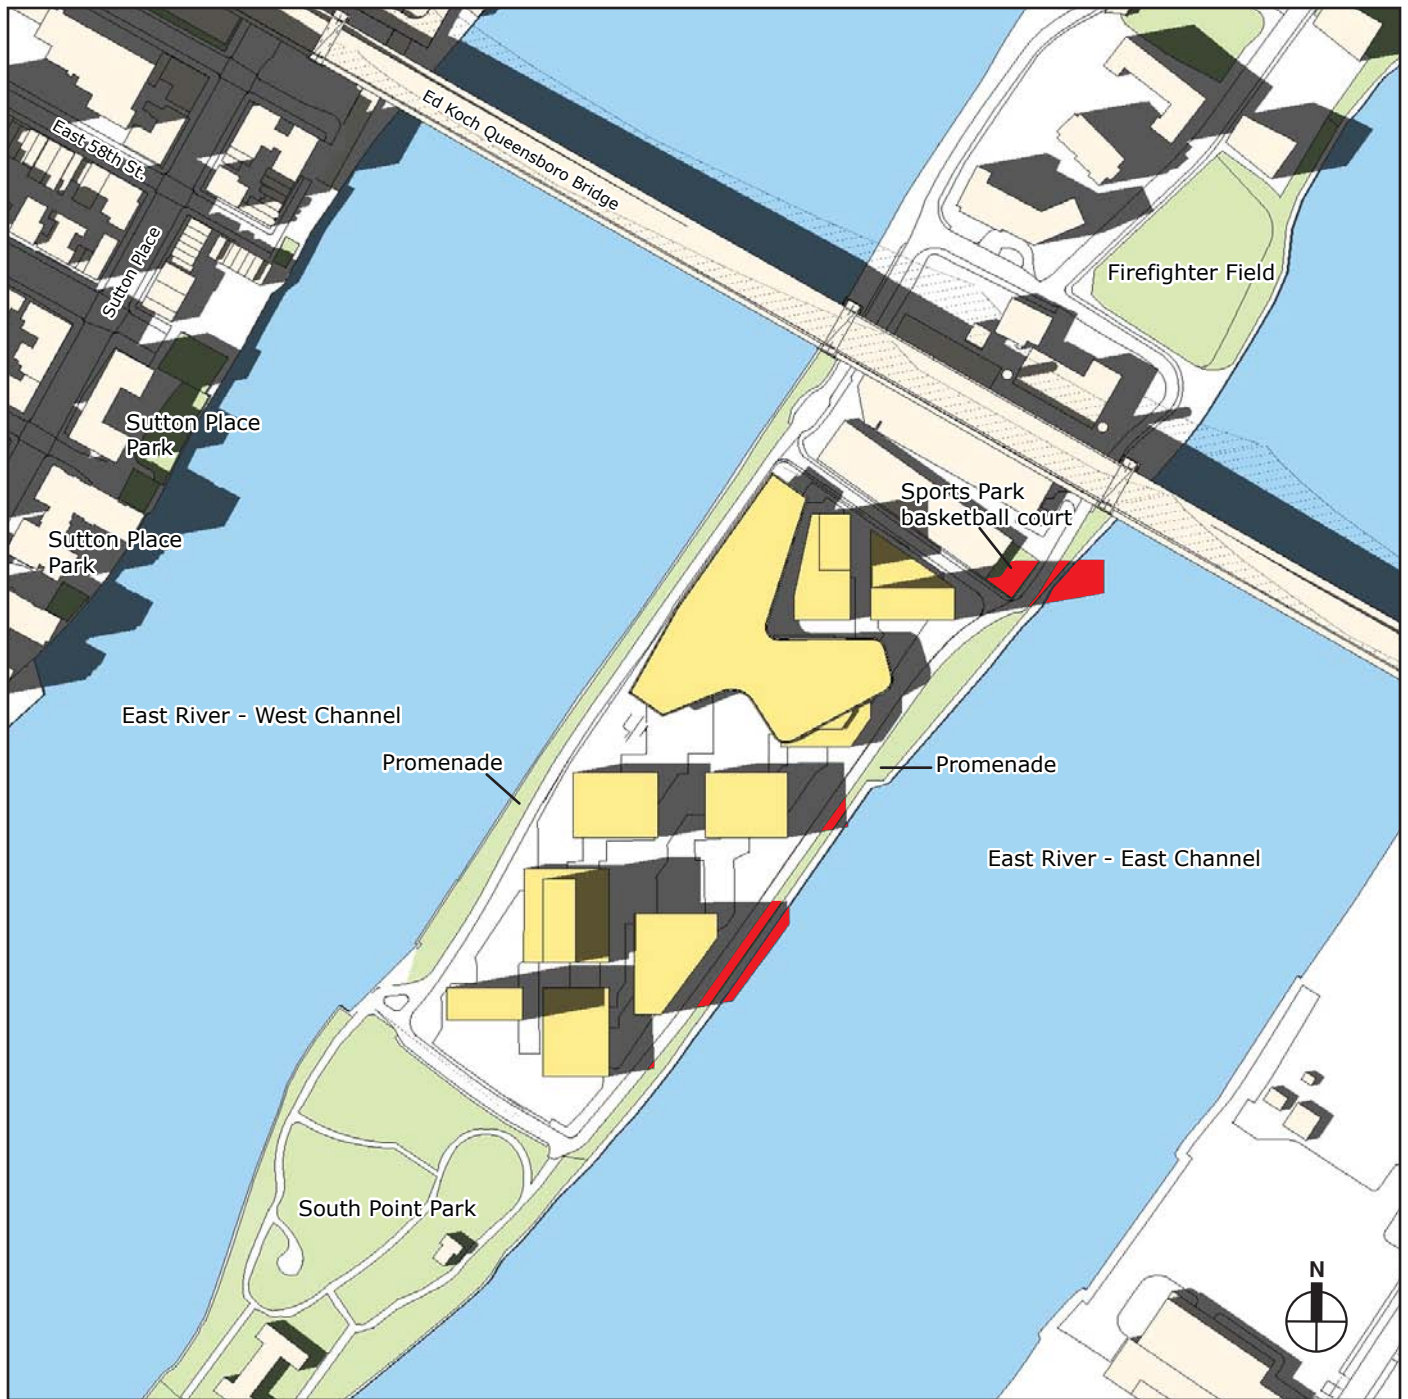 Ed Koch Queensboro Bridge
East 58th St.
Sutton Place
Firefighter Field
Sutton Place
Park
Sports Park
basketball court
Sutton Place
Park
East River - West Channel
Promenade
Promenade
East River - East Channel
South Point Park
N